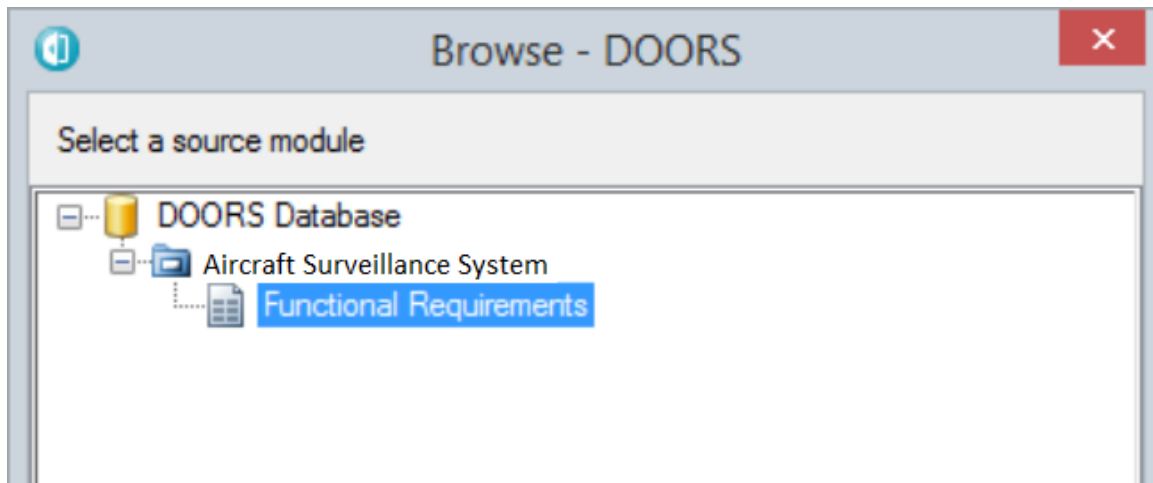 Browse - DOORS
Select a source module
DOORS Database
Aircraft Surveillance System
Functional Requirements